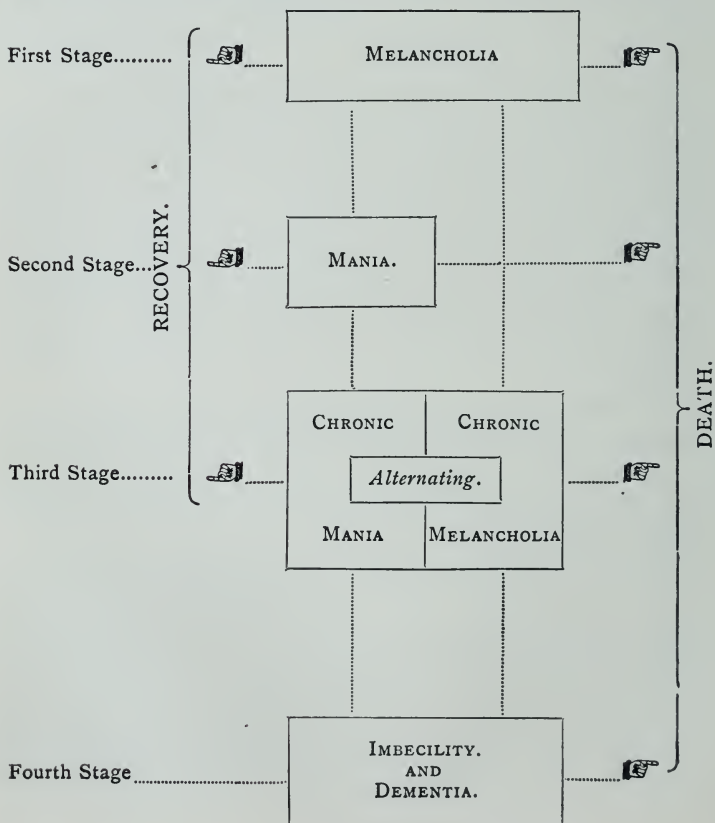 First Stage..........
MELANCHOLIA
RECOVERY.
Second Stage...
MANIA.
DEATH.
CHRONIC CHRONIC
Third Stage.........
Alternating.
MANIA MELANCHOLIA
IMBECILITY.
AND
Fourth Stage
DEMENTIA.